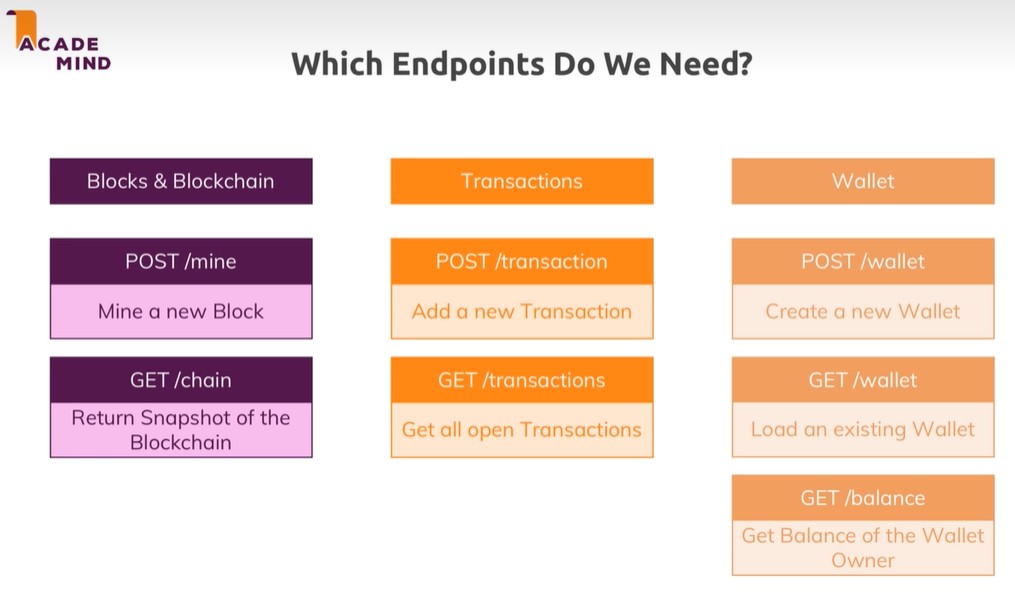 ACADE
MIND
Which Endpoints Do We Need?
Blocks & Blockchain
POST /mine
Mine a new Block
GET /chain
Return Snapshot of the
Blockchain
Transactions
POST /transaction
Add a new Transaction
GET /transactions
Get all open Transactions
Wallet
POST /wallet
Create a new Wallet
GET /wallet
Load an existing Wallet
GET /balance
Get Balance of the Wallet
Owner